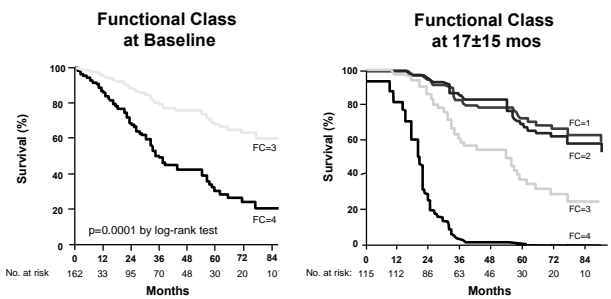 Functional Class
at Baseline
Survival (%)
100
80
60
40
20
0
FC=3
FC=4
p=0.0001 by log-rank test
0 12 24 36 48 60 72 84
No. at risk 162 33 95 70 48 30 20 10
Months
Functional Class
at 17±15 mos
Survival (%)
100
80
60
40
20
0
FC=1
FC=2
FC=3
FC=4
0 12 24 36 48 60 72 84
No. at risk: 115 112 86 63 46 30 20 10
Months